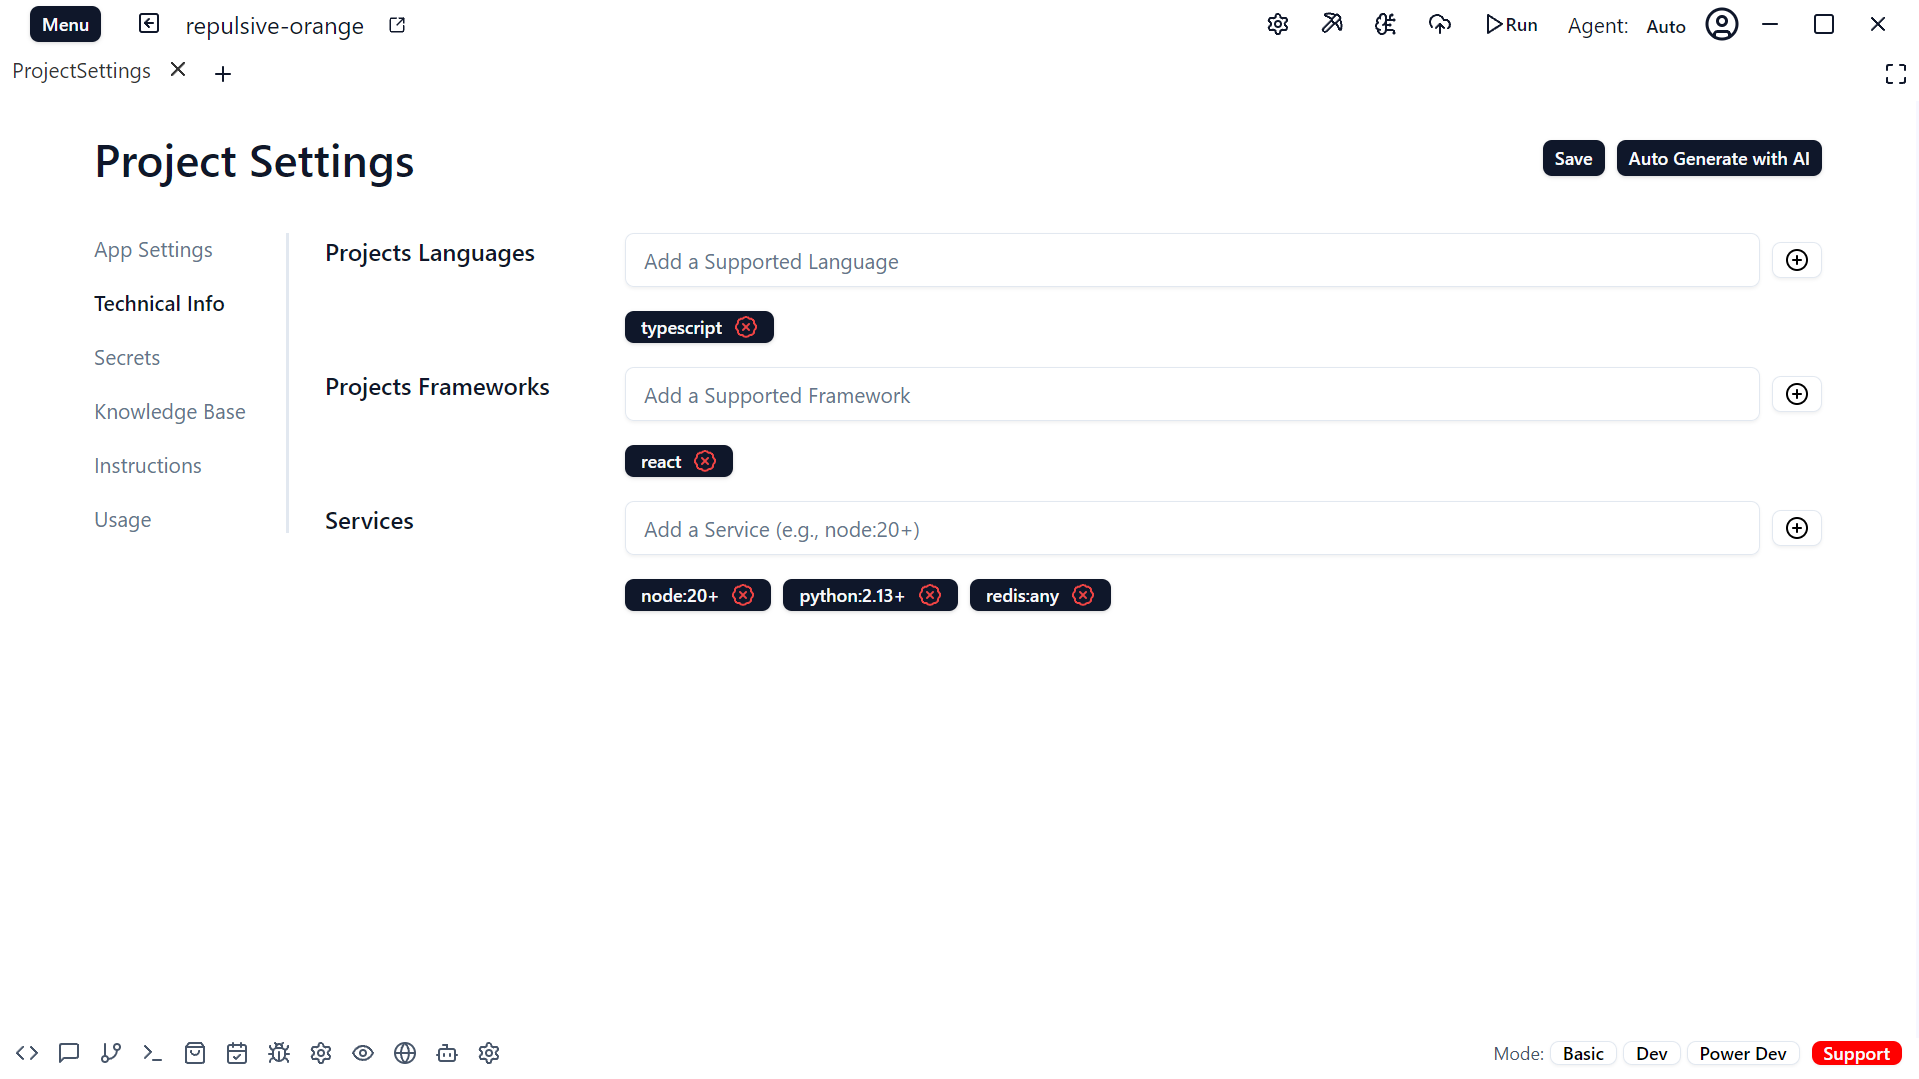 Menu
repulsive-orange
Run
Agent: Auto
ProjectSettings
Project Settings
Save
Auto Generate with AI
App Settings
Technical Info
Secrets
Knowledge Base
Instructions
Usage
Projects Languages
Add a Supported Language
typescript
Projects Frameworks
Add a Supported Framework
react
Services
Add a Service (e.g., node:20+)
node:20+ python:2.13+ redis:any
Mode: Basic Dev Power Dev Support